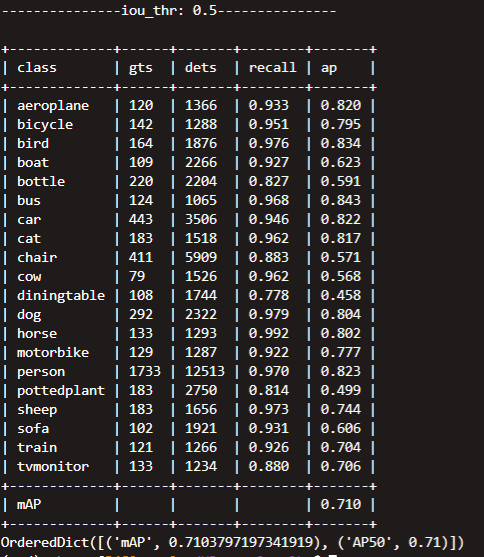 ---------------iou_thr: 0.5---------------
+-------------+------+-------+--------+-------+
| class       | gts  | dets  | recall | ap    |
+-------------+------+-------+--------+-------+
| aeroplane   | 120  | 1366  | 0.933  | 0.820 |
| bicycle     | 142  | 1288  | 0.951  | 0.795 |
| bird        | 164  | 1876  | 0.976  | 0.834 |
| boat        | 109  | 2266  | 0.927  | 0.623 |
| bottle      | 220  | 2204  | 0.827  | 0.591 |
| bus         | 124  | 1065  | 0.968  | 0.843 |
| car         | 443  | 3506  | 0.946  | 0.822 |
| cat         | 183  | 1518  | 0.962  | 0.817 |
| chair       | 411  | 5909  | 0.883  | 0.571 |
| cow         | 79   | 1526  | 0.962  | 0.568 |
| diningtable | 108  | 1744  | 0.778  | 0.458 |
| dog         | 292  | 2322  | 0.979  | 0.804 |
| horse       | 133  | 1293  | 0.992  | 0.802 |
| motorbike   | 129  | 1287  | 0.922  | 0.777 |
| person      | 1733 | 12513 | 0.970  | 0.823 |
| pottedplant | 183  | 2750  | 0.814  | 0.499 |
| sheep       | 183  | 1656  | 0.973  | 0.744 |
| sofa        | 102  | 1921  | 0.931  | 0.606 |
| train       | 121  | 1266  | 0.926  | 0.704 |
| tvmonitor   | 133  | 1234  | 0.880  | 0.706 |
+-------------+------+-------+--------+-------+
| mAP         |      |       |        | 0.710 |
+-------------+------+-------+--------+-------+
OrderedDict([('mAP', 0.7103797197341919), ('AP50', 0.71)])